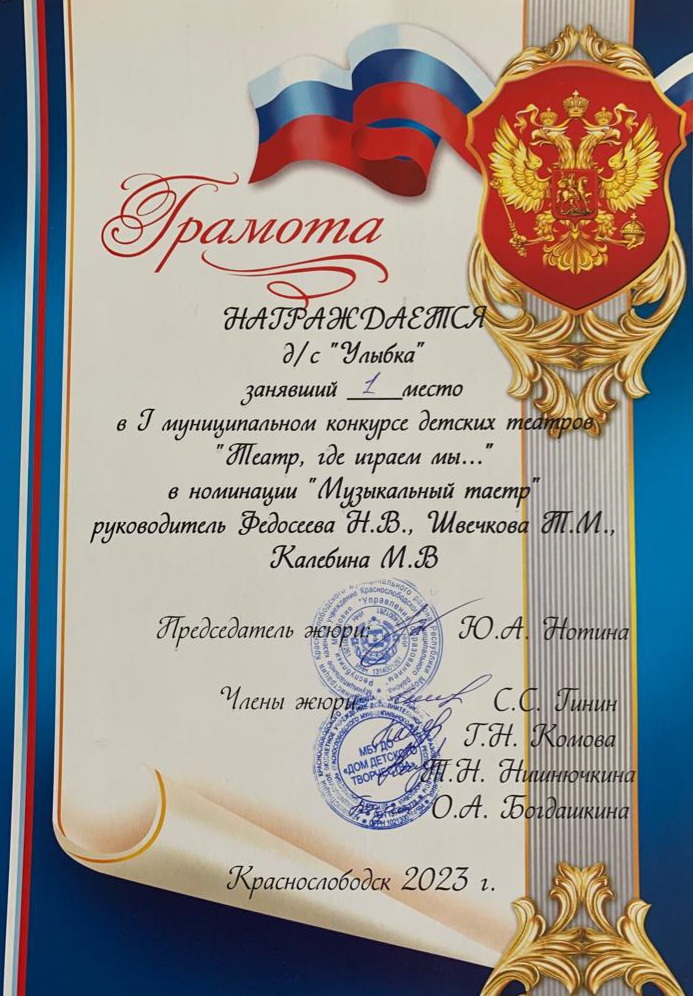 Грамота
НАГРАЖДАЕТСЯ
д/с "Улыбка"
занявший 1 место
в I муниципальном конкурсе детских театров
"Театр, где играем мы..."
в номинации "Музыкальный таетр"
руководитель Федосеева Н.В., Швечкова Т.М.,
Калебина М.В
Председатель жюри: Ю.А. Нотина
Члены жюри: С.С. Гинин
Г.Н. Комова
Т.Н. Нишнючкина
О.А. Богдашкина
МБУ ДО
«ДОМ ДЕТСКОГО
ТВОРЧЕСТВА»
Краснослободск 2023 г.